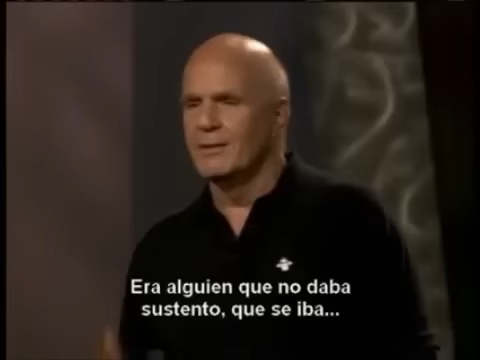 Era alguien que no daba
sustento, que se iba...